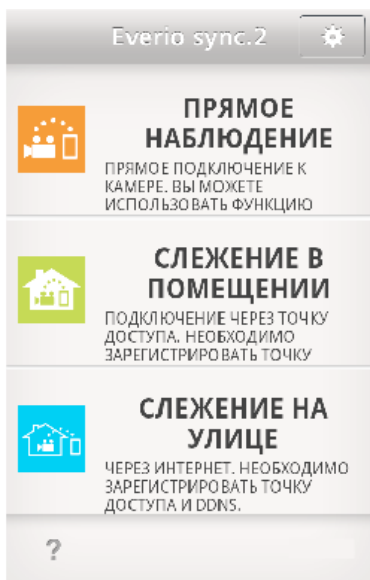 Everio sync.2
ПРЯМОЕ
НАБЛЮДЕНИЕ
ПРЯМОЕ ПОДКЛЮЧЕНИЕ К
КАМЕРЕ. ВЫ МОЖЕТЕ
ИСПОЛЬЗОВАТЬ ФУНКЦИЮ
СЛЕЖЕНИЕ В
ПОМЕЩЕНИИ
ПОДКЛЮЧЕНИЕ ЧЕРЕЗ ТОЧКУ
ДОСТУПА. НЕОБХОДИМО
ЗАРЕГИСТРИРОВАТЬ ТОЧКУ
СЛЕЖЕНИЕ НА
УЛИЦЕ
ЧЕРЕЗ ИНТЕРНЕТ. НЕОБХОДИМО
ЗАРЕГИСТРИРОВАТЬ ТОЧКУ
ДОСТУПА И DDNS.
?